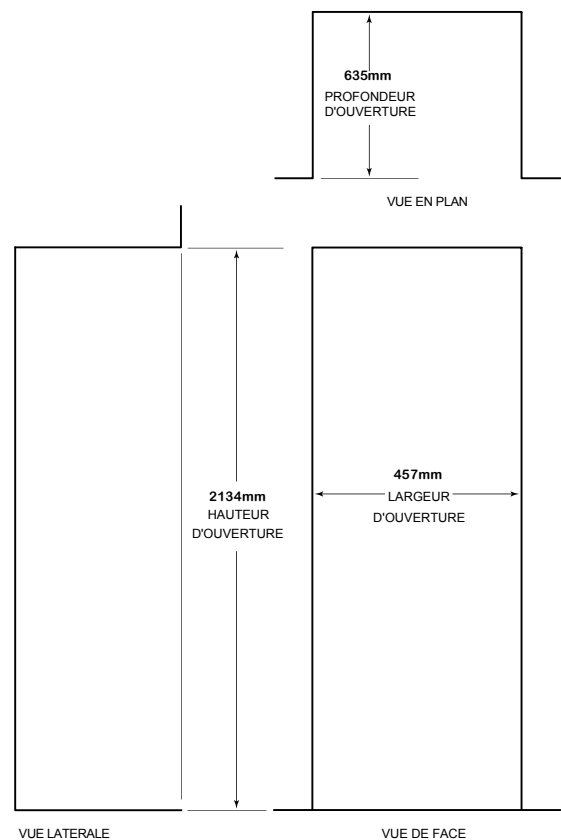 635mm
PROFONDEUR
D'OUVERTURE
VUE EN PLAN
2134mm
HAUTEUR
D'OUVERTURE
457mm
LARGEUR
D'OUVERTURE
VUE LATERALE
VUE DE FACE